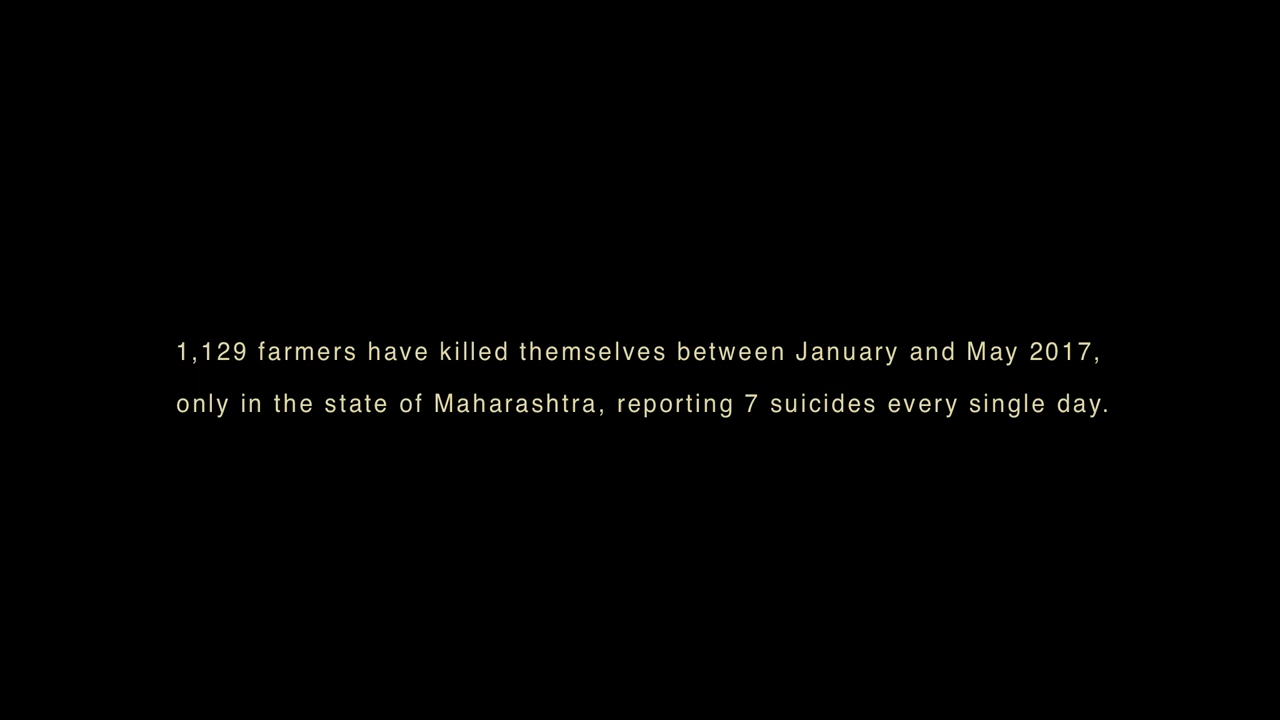 1,129 farmers have killed themselves between January and May 2017,
only in the state of Maharashtra, reporting 7 suicides every single day.